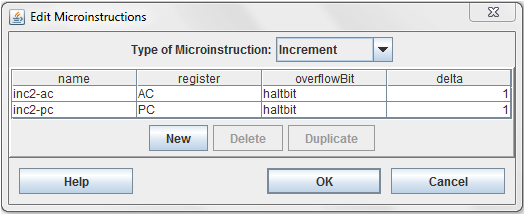 Edit Microinstructions
Type of Microinstruction: Increment
name register overflowBit delta
inc2-ac AC haltbit 1
inc2-pc PC haltbit 1
New Delete Duplicate
Help OK Cancel